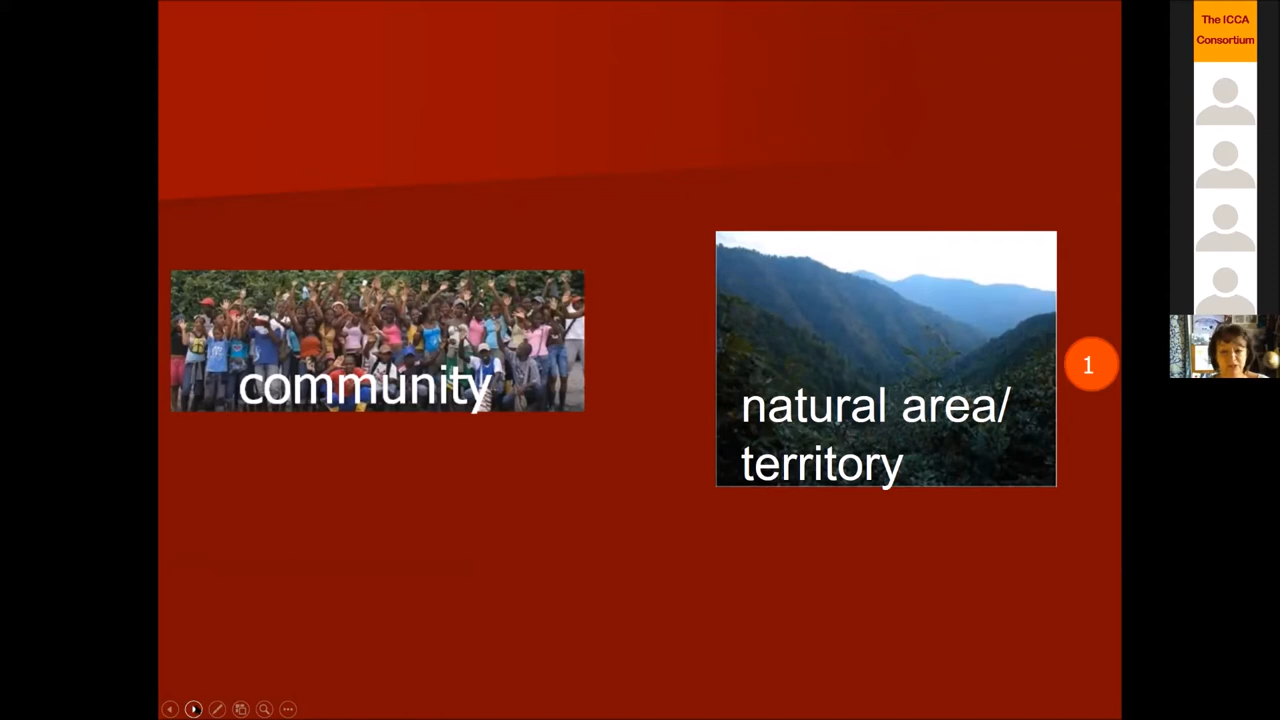 The ICCA
Consortium
community
natural area/
territory
1